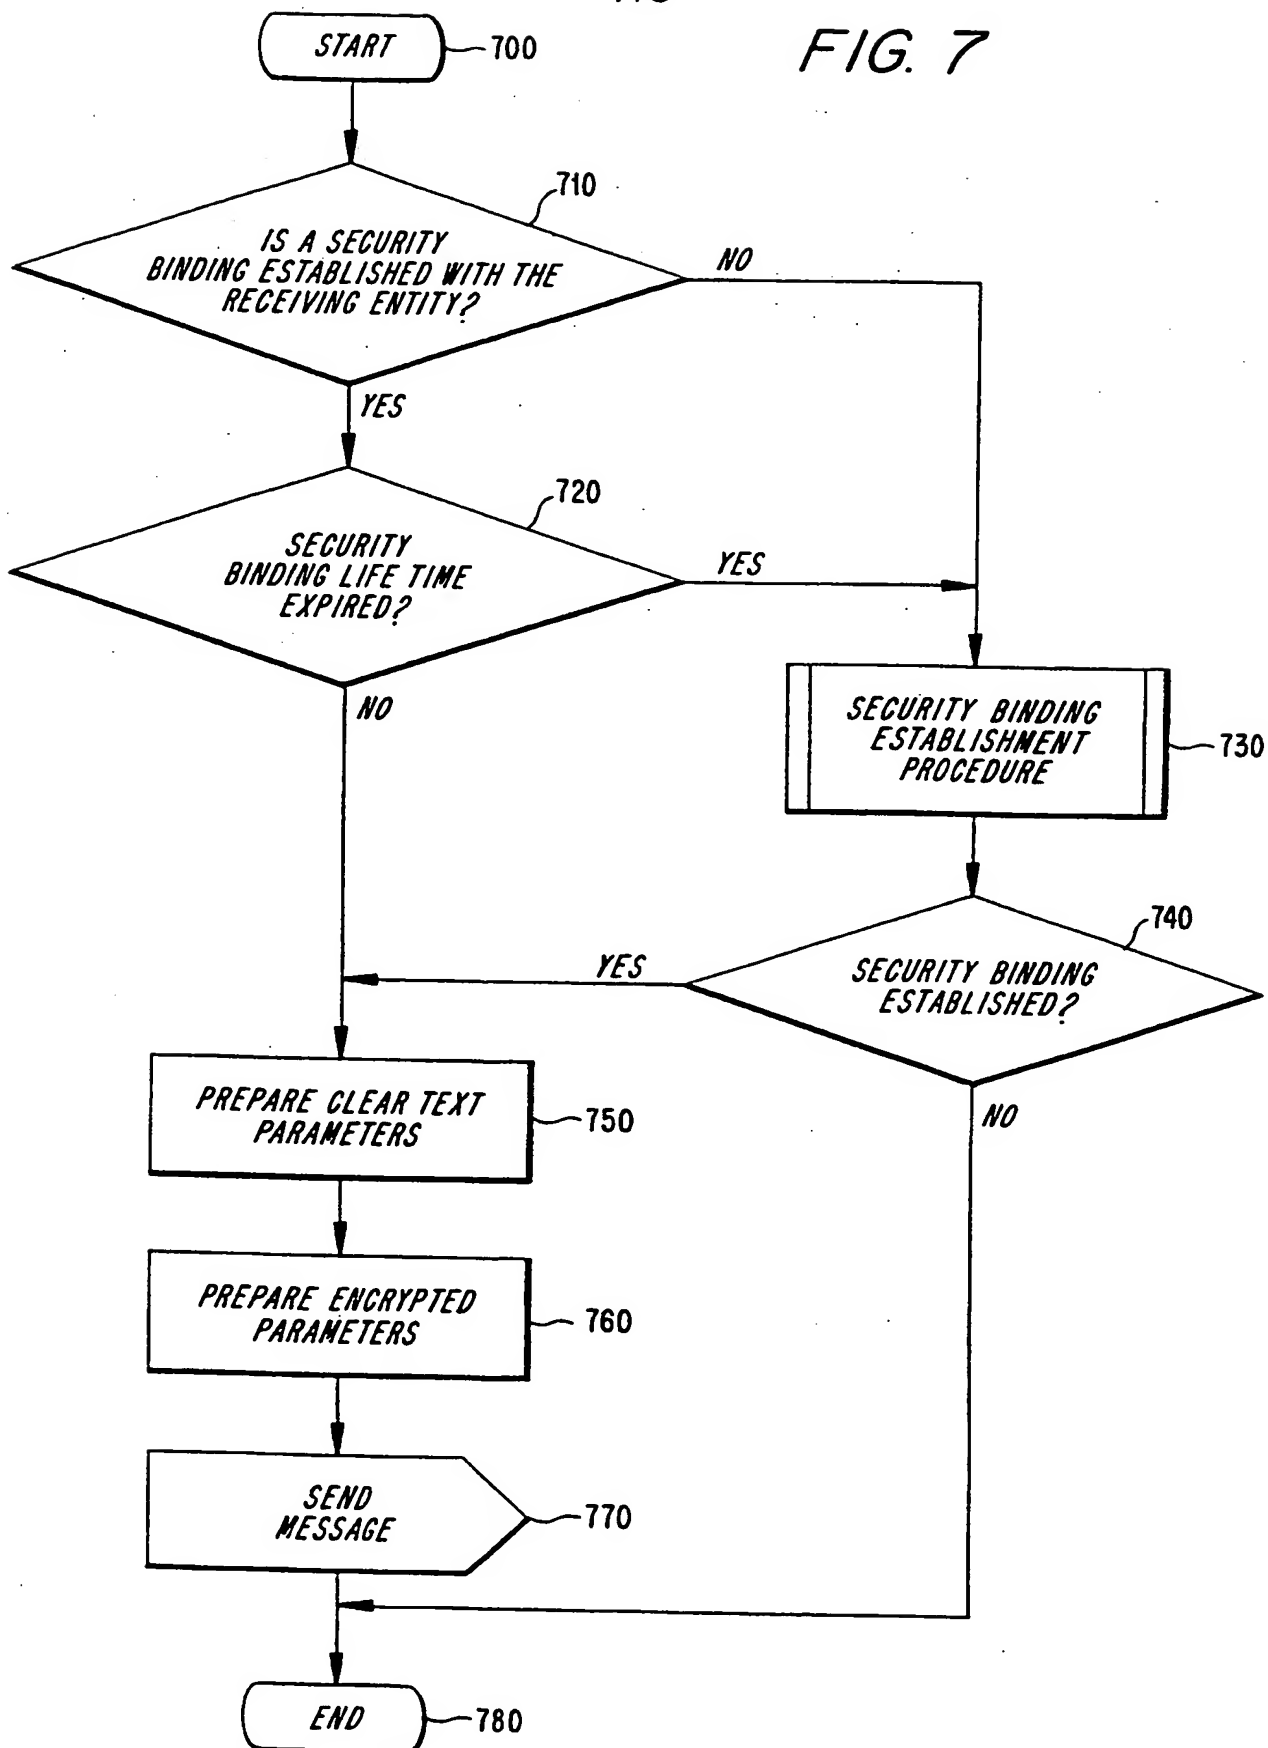 FIG. 7
START
700
710
IS A SECURITY
BINDING ESTABLISHED WITH THE
RECEIVING ENTITY?
NO
YES
720
SECURITY
BINDING LIFE TIME
EXPIRED?
YES
NO
SECURITY BINDING
ESTABLISHMENT
PROCEDURE
730
740
SECURITY BINDING
ESTABLISHED?
YES
NO
PREPARE CLEAR TEXT
PARAMETERS
750
PREPARE ENCRYPTED
PARAMETERS
760
SEND
MESSAGE
770
END
780